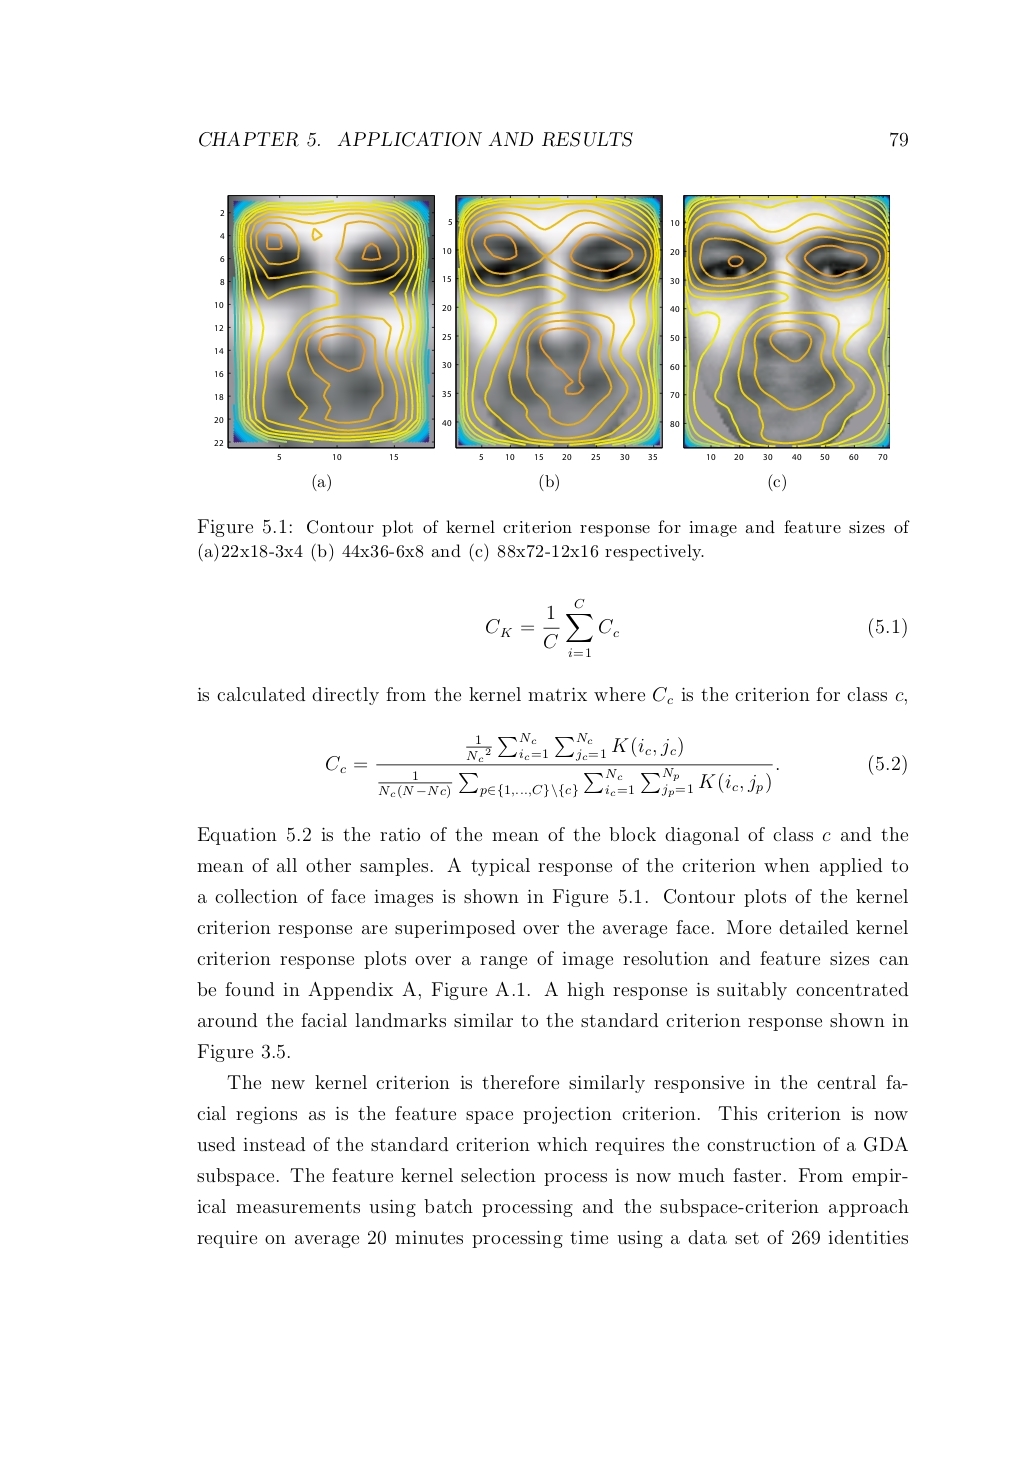 CHAPTER 5. APPLICATION AND RESULTS 79
2 4 6 8 10 12 14 16 18 20 22
5 10 15
5 10 15 20 25 30 35 40
5 10 15 20 25 30 35
10 20 30 40 50 60 70 80
10 20 30 40 50 60 70
(a) (b) (c)
Figure 5.1: Contour plot of kernel criterion response for image and feature sizes of
(a)22x18-3x4 (b) 44x36-6x8 and (c) 88x72-12x16 respectively.
C_K = \frac{1}{C} \sum_{i=1}^{C} C_c (5.1)
is calculated directly from the kernel matrix where C_c is the criterion for class c,
C_c = \frac{\frac{1}{N_c^2} \sum_{i_c=1}^{N_c} \sum_{j_c=1}^{N_c} K(i_c, j_c)}{\frac{1}{N_c(N-Nc)} \sum_{p∈\{1,...,C\}\backslash\{c\}} \sum_{i_c=1}^{N_c} \sum_{j_p=1}^{N_p} K(i_c, j_p)}. (5.2)
Equation 5.2 is the ratio of the mean of the block diagonal of class c and the
mean of all other samples. A typical response of the criterion when applied to
a collection of face images is shown in Figure 5.1. Contour plots of the kernel
criterion response are superimposed over the average face. More detailed kernel
criterion response plots over a range of image resolution and feature sizes can
be found in Appendix A, Figure A.1. A high response is suitably concentrated
around the facial landmarks similar to the standard criterion response shown in
Figure 3.5.
The new kernel criterion is therefore similarly responsive in the central fa-
cial regions as is the feature space projection criterion. This criterion is now
used instead of the standard criterion which requires the construction of a GDA
subspace. The feature kernel selection process is now much faster. From empir-
ical measurements using batch processing and the subspace-criterion approach
require on average 20 minutes processing time using a data set of 269 identities